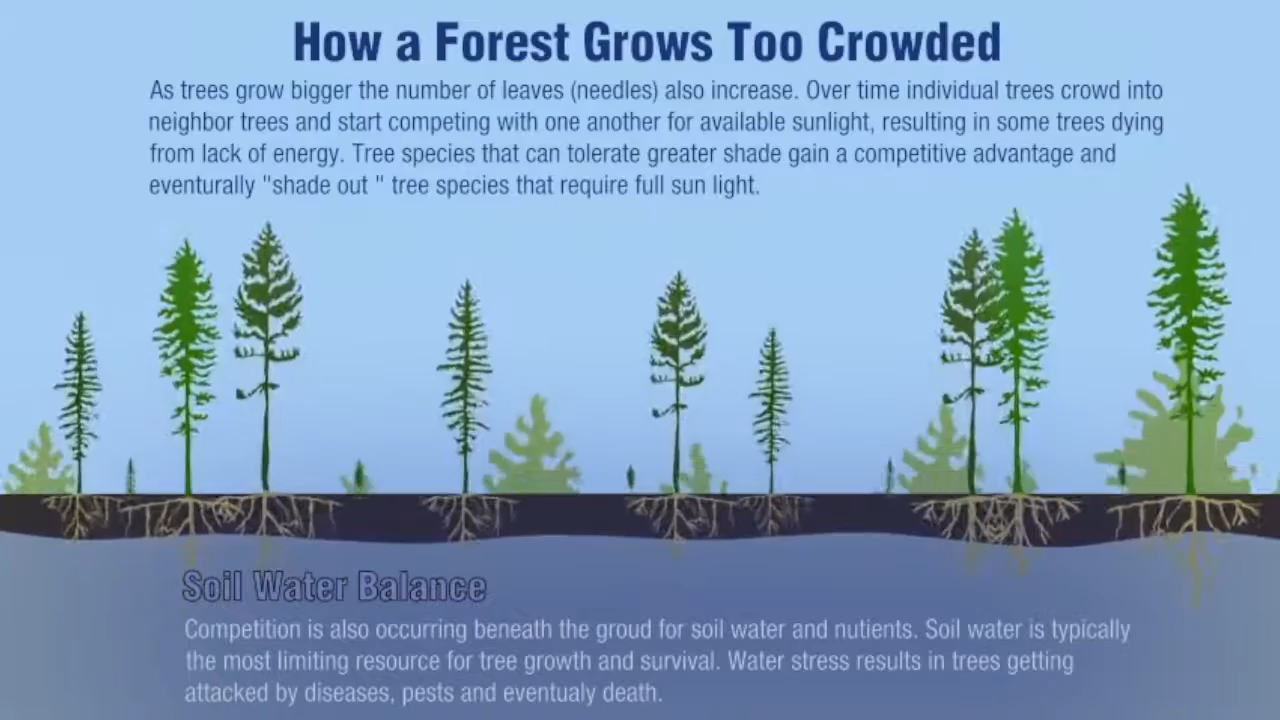 How a Forest Grows Too Crowded
As trees grow bigger the number of leaves (needles) also increase. Over time individual trees crowd into
neighbor trees and start competing with one another for available sunlight, resulting in some trees dying
from lack of energy. Tree species that can tolerate greater shade gain a competitive advantage and
eventurally "shade out " tree species that require full sun light.
Soil Water Balance
Competition is also occurring beneath the groud for soil water and nutients. Soil water is typically
the most limiting resource for tree growth and survival. Water stress results in trees getting
attacked by diseases, pests and eventualy death.